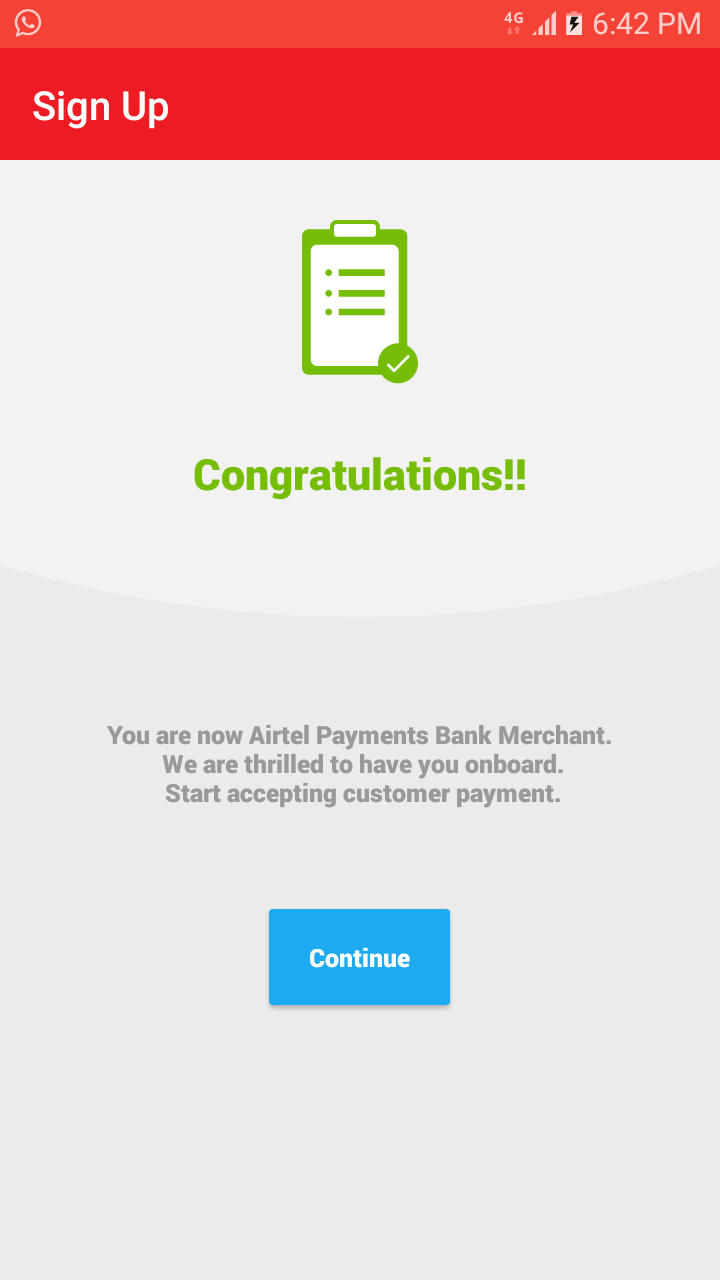 4G 6:42 PM
Sign Up
Congratulations!!
You are now Airtel Payments Bank Merchant.
We are thrilled to have you onboard.
Start accepting customer payment.
Continue